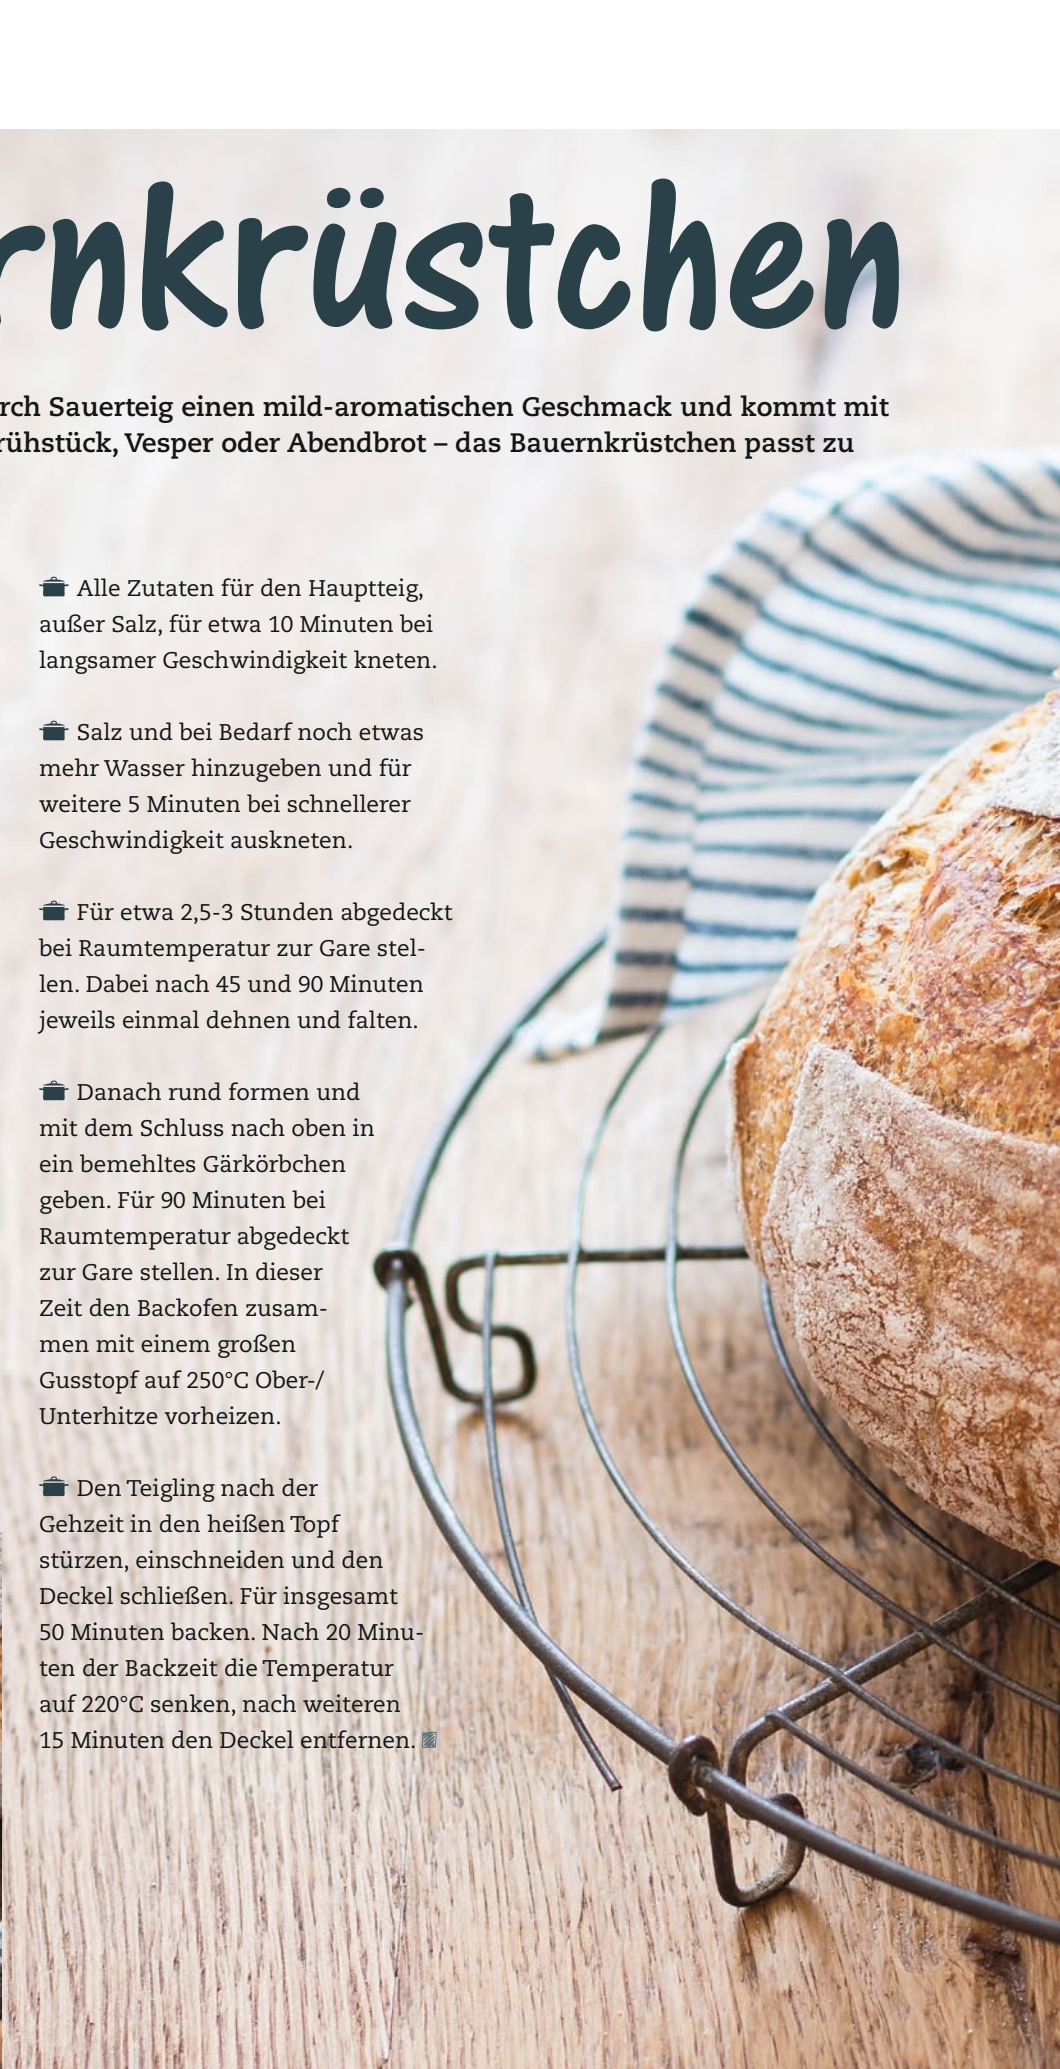 rnkrüstchen
rch Sauerteig einen mild-aromatischen Geschmack und kommt mit
rühstück, Vesper oder Abendbrot – das Bauernkrüstchen passt zu
Alle Zutaten für den Hauptteig,
außer Salz, für etwa 10 Minuten bei
langsamer Geschwindigkeit kneten.
Salz und bei Bedarf noch etwas
mehr Wasser hinzugeben und für
weitere 5 Minuten bei schnellerer
Geschwindigkeit auskneten.
Für etwa 2,5-3 Stunden abgedeckt
bei Raumtemperatur zur Gare stel-
len. Dabei nach 45 und 90 Minuten
jeweils einmal dehnen und falten.
Danach rund formen und
mit dem Schluss nach oben in
ein bemehltes Gärkörbchen
geben. Für 90 Minuten bei
Raumtemperatur abgedeckt
zur Gare stellen. In dieser
Zeit den Backofen zusam-
men mit einem großen
Gusstopf auf 250°C Ober-/
Unterhitze vorheizen.
Den Teigling nach der
Gehzeit in den heißen Topf
stürzen, einschneiden und den
Deckel schließen. Für insgesamt
50 Minuten backen. Nach 20 Minu-
ten der Backzeit die Temperatur
auf 220°C senken, nach weiteren
15 Minuten den Deckel entfernen.